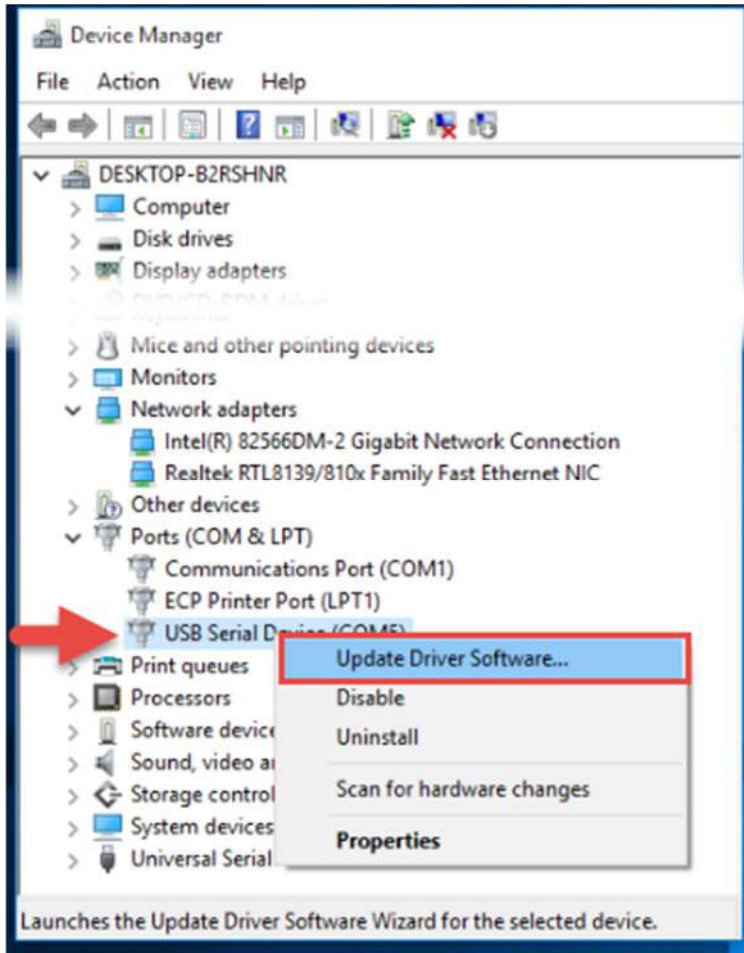 Device Manager
File Action View Help
DESKTOP-B2RSHNR
Computer
Disk drives
Display adapters
Mice and other pointing devices
Monitors
Network adapters
Intel(R) 82566DM-2 Gigabit Network Connection
Realtek RTL8139/810x Family Fast Ethernet NIC
Other devices
Ports (COM & LPT)
Communications Port (COM1)
ECP Printer Port (LPT1)
USB Serial Device (COM5)
Print queues
Processors
Software device
Sound, video a
Storage control
System devices
Universal Serial
Update Driver Software...
Disable
Uninstall
Scan for hardware changes
Properties
Launches the Update Driver Software Wizard for the selected device.